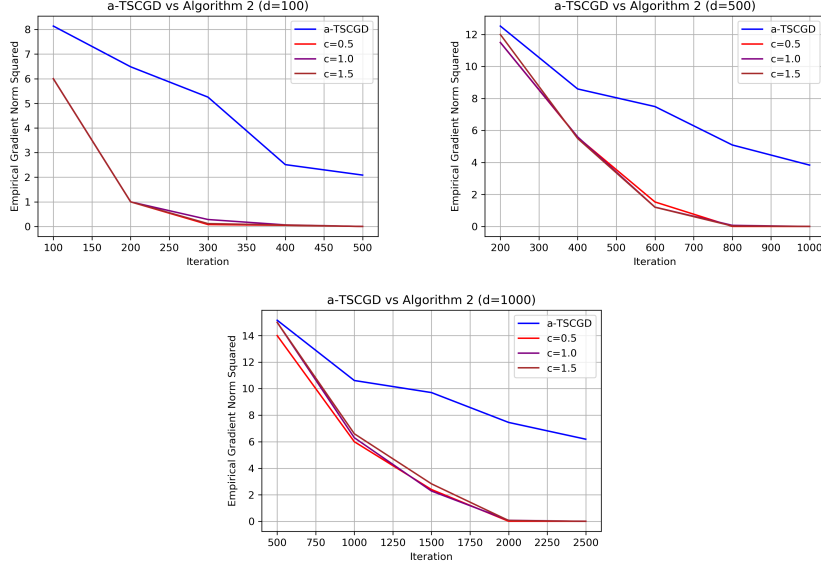 a-TSCGD vs Algorithm 2 (d=100)
Empirical Gradient Norm Squared
8
7
6
5
4
3
2
1
0
a-TSCGD
c=0.5
c=1.0
c=1.5
100 150 200 250 300 350 400 450 500
Iteration
a-TSCGD vs Algorithm 2 (d=500)
Empirical Gradient Norm Squared
12
10
8
6
4
2
0
a-TSCGD
c=0.5
c=1.0
c=1.5
200 300 400 500 600 700 800 900 1000
Iteration
a-TSCGD vs Algorithm 2 (d=1000)
Empirical Gradient Norm Squared
14
12
10
8
6
4
2
0
a-TSCGD
c=0.5
c=1.0
c=1.5
500 750 1000 1250 1500 1750 2000 2250 2500
Iteration